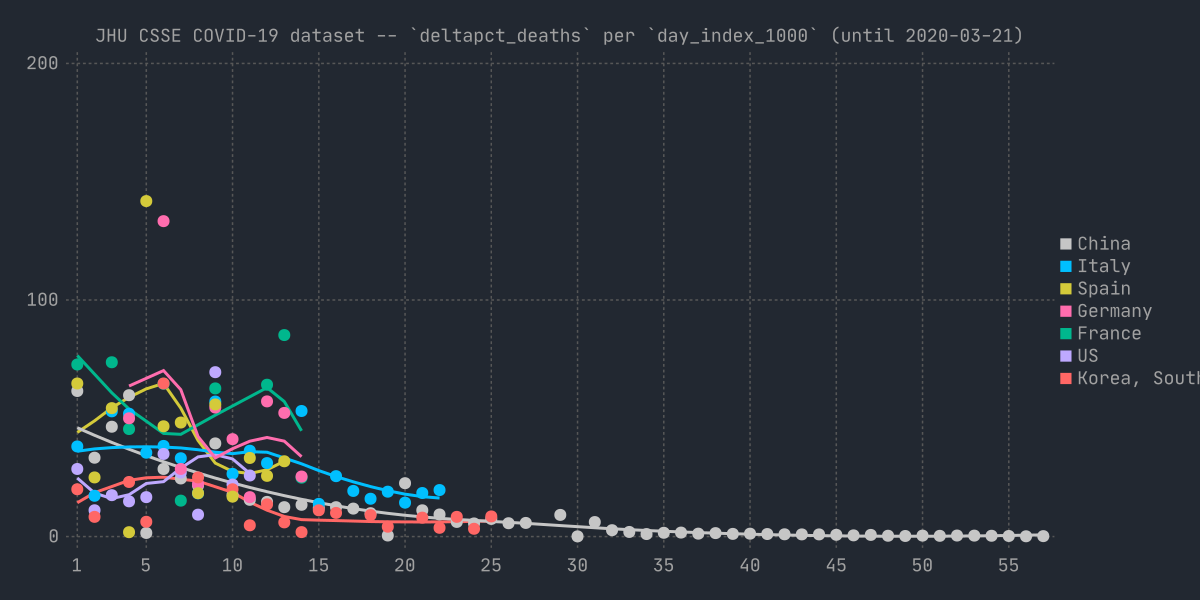 JHU CSSE COVID-19 dataset -- `deltapct_deaths` per `day_index_1000` (until 2020-03-21)
200
100
0
1 5 10 15 20 25 30 35 40 45 50 55
China
Italy
Spain
Germany
France
US
Korea, South